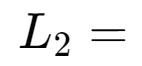 L₂ =